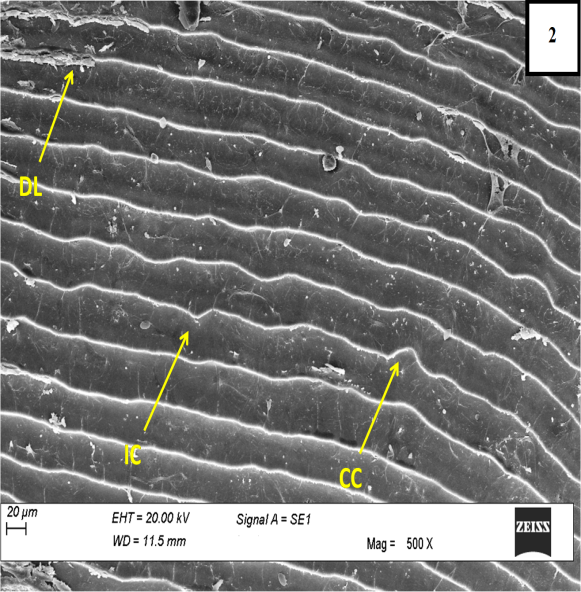 2
DL
IC
CC
20 µm
EHT = 20.00 kV
Signal A = SE1
WD = 11.5 mm
Mag = 500 X
ZEISS